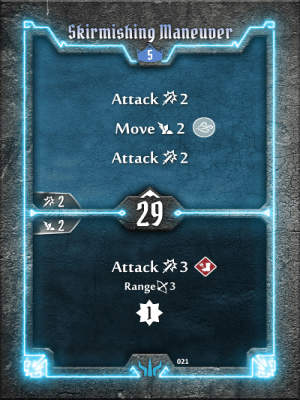 Skirmishing Maneuver
5
Attack 2
Move 2
Attack 2
29
2
2
Attack 3
Range 3
1
021